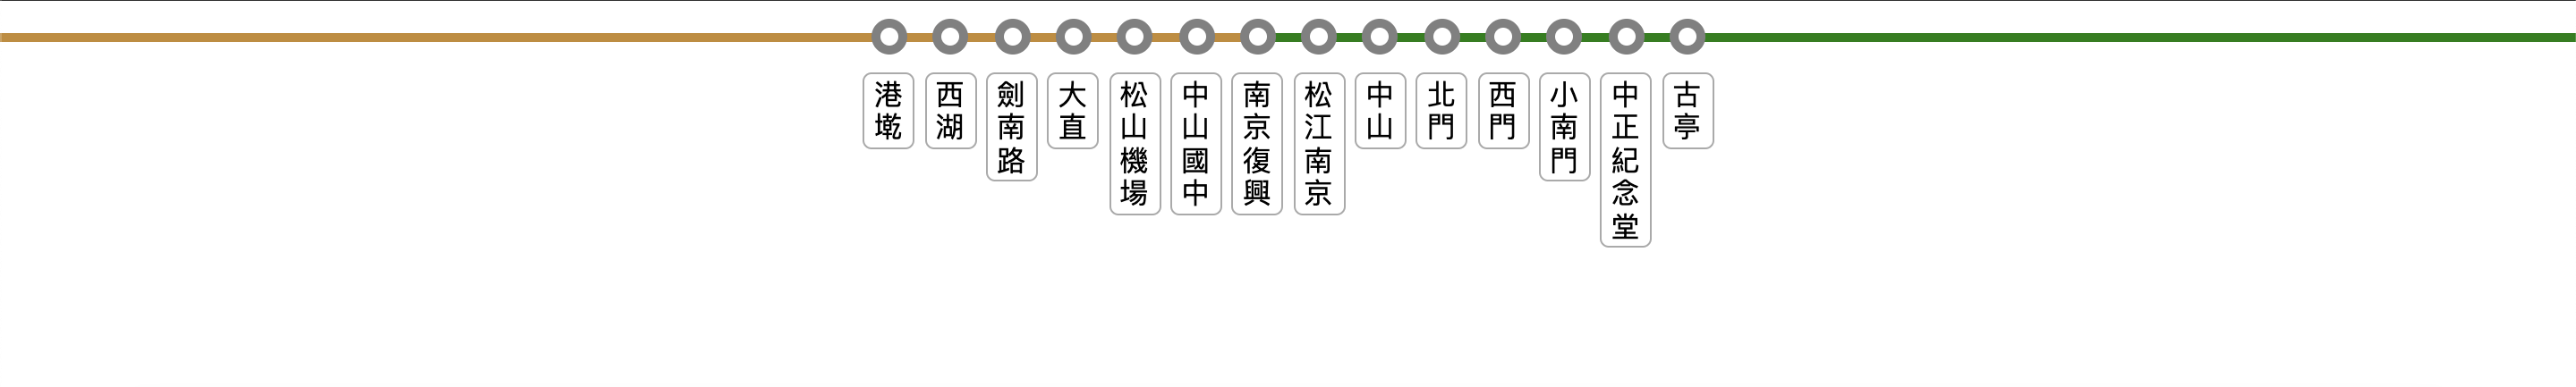 港墘
西湖
劍南路
大直
松山機場
中山國中
南京復興
松江南京
中山
北門
西門
小南門
中正紀念堂
古亭